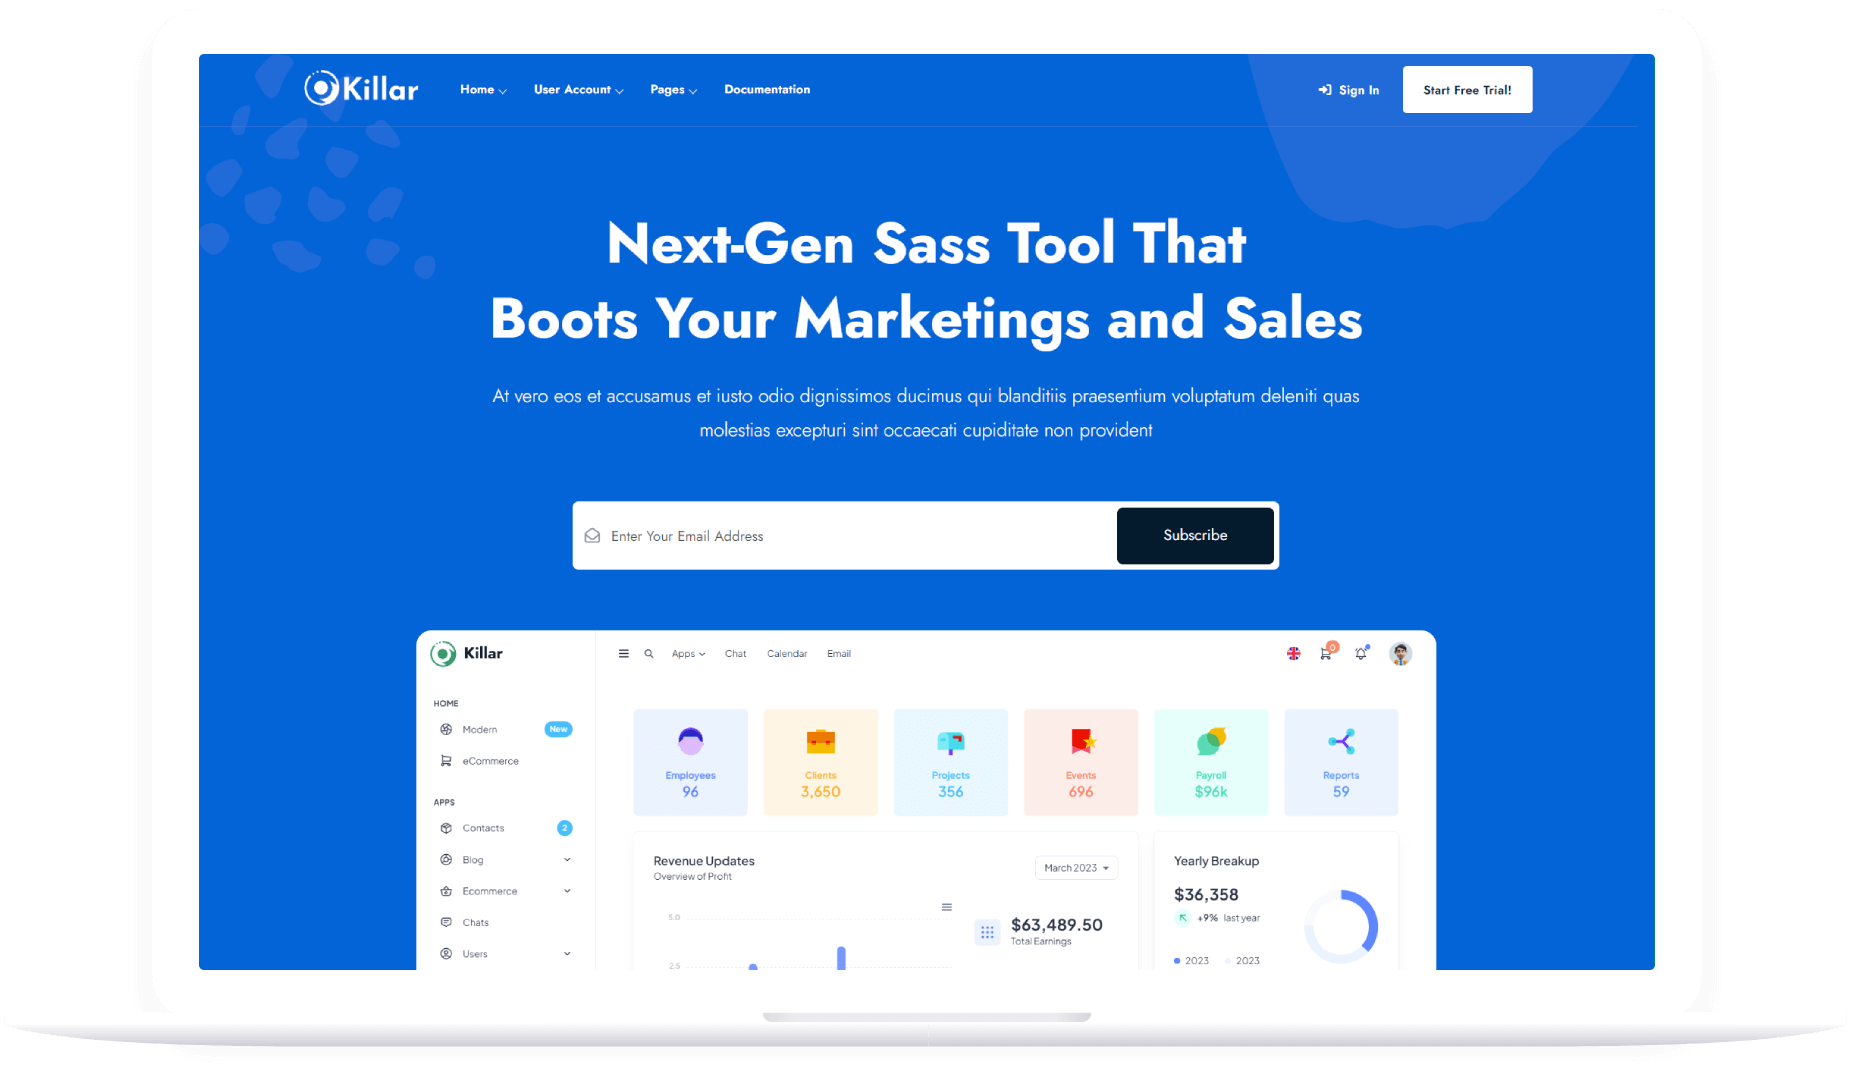 Killar
Home
User Account
Pages
Documentation
Sign In
Start Free Trial!
Next-Gen Sass Tool That
Boots Your Marketings and Sales
At vero eos et accusamus et iusto odio dignissimos ducimus qui blanditiis praesentium voluptatum deleniti quas
molestias excepturi sint occaecati cupiditate non provident
Enter Your Email Address
Subscribe
Killar
Apps
Chat
Calendar
Email
0
HOME
Modern
New
eCommerce
APPS
Contacts
2
Blog
Ecommerce
Chats
Users
Employees
96
Clients
3,650
Projects
356
Events
696
Payroll
$96k
Reports
59
Revenue Updates
Overview of Profit
March 2023
5.0
2.5
$63,489.50
Total Earnings
Yearly Breakup
$36,358
+9% last year
2023
2023